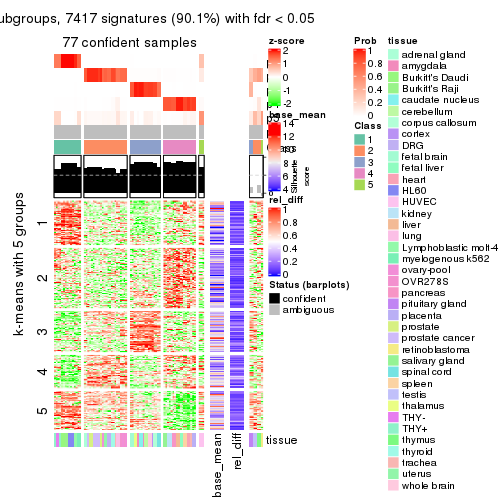 ubgroups, 7417 signatures (90.1%) with fdr < 0.05
77 confident samples
k-means with 5 groups
1
2
3
4
5
Silhouette
score
base_mean
rel_diff
tissue
z-score
2
1
0
-1
-2
base_mean
14
12
10
8
6
4
rel_diff
1
0.8
0.6
0.4
0.2
0
Status (barplots)
confident
ambiguous
Prob
1
0.8
0.6
0.4
0.2
0
Class
1
2
3
4
5
tissue
adrenal gland
amygdala
Burkitt's Daudi
Burkitt's Raji
caudate nucleus
cerebellum
corpus callosum
cortex
DRG
fetal brain
fetal liver
heart
HL60
HUVEC
kidney
liver
lung
Lymphoblastic molt-4
myelogenous k562
ovary-pool
OVR278S
pancreas
pituitary gland
placenta
prostate
prostate cancer
retinoblastoma
salivary gland
spinal cord
spleen
testis
thalamus
THY-
THY+
thymus
thyroid
trachea
uterus
whole brain